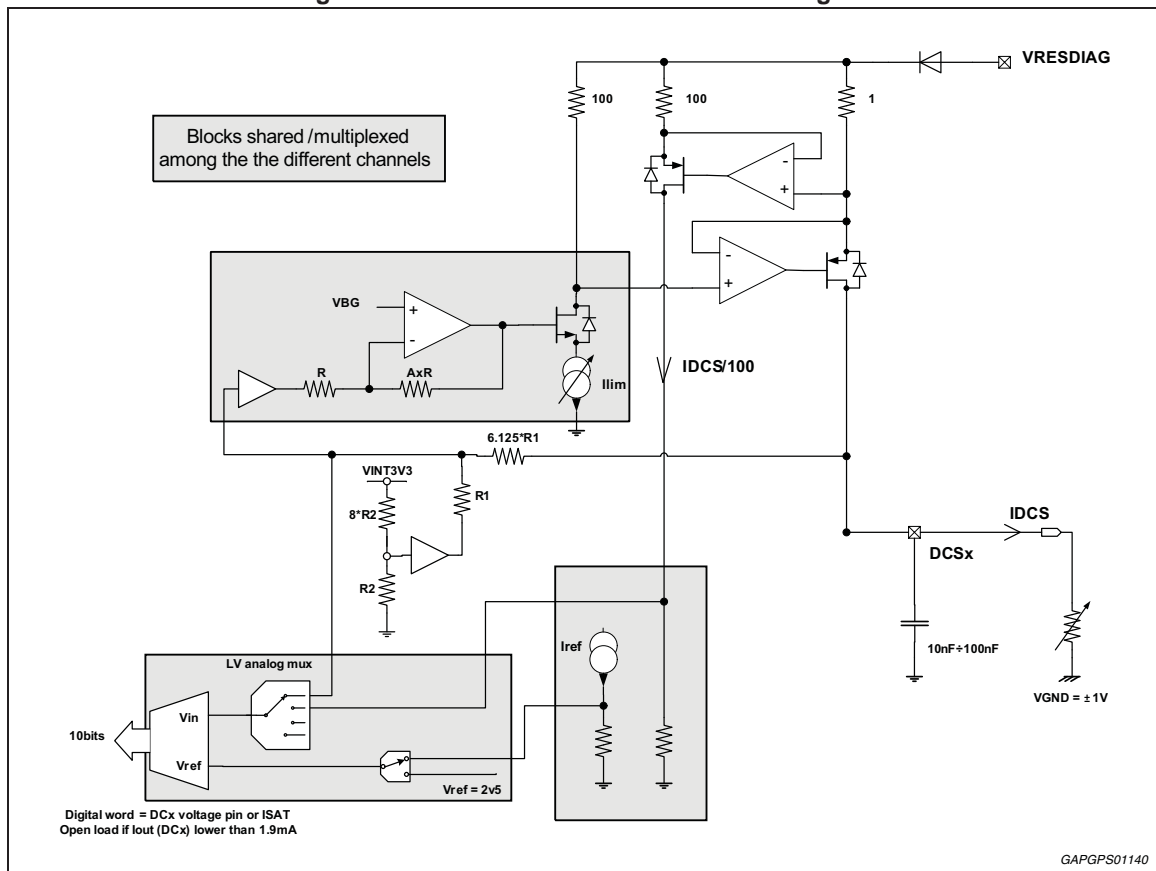 VRESDIAG
100
100
1
Blocks shared /multiplexed
among the the different channels
-
+
-
+
VBG
+
-
R
AxR
Ilim
IDCS/100
6.125*R1
VINT3V3
R1
8*R2
R2
IDCS
DCSx
10nF÷100nF
VGND = ± 1V
Iref
LV analog mux
Vin
10bits
Vref
Vref = 2v5
Digital word = DCx voltage pin or ISAT
Open load if Iout (DCx) lower than 1.9mA
GAPGPS01140